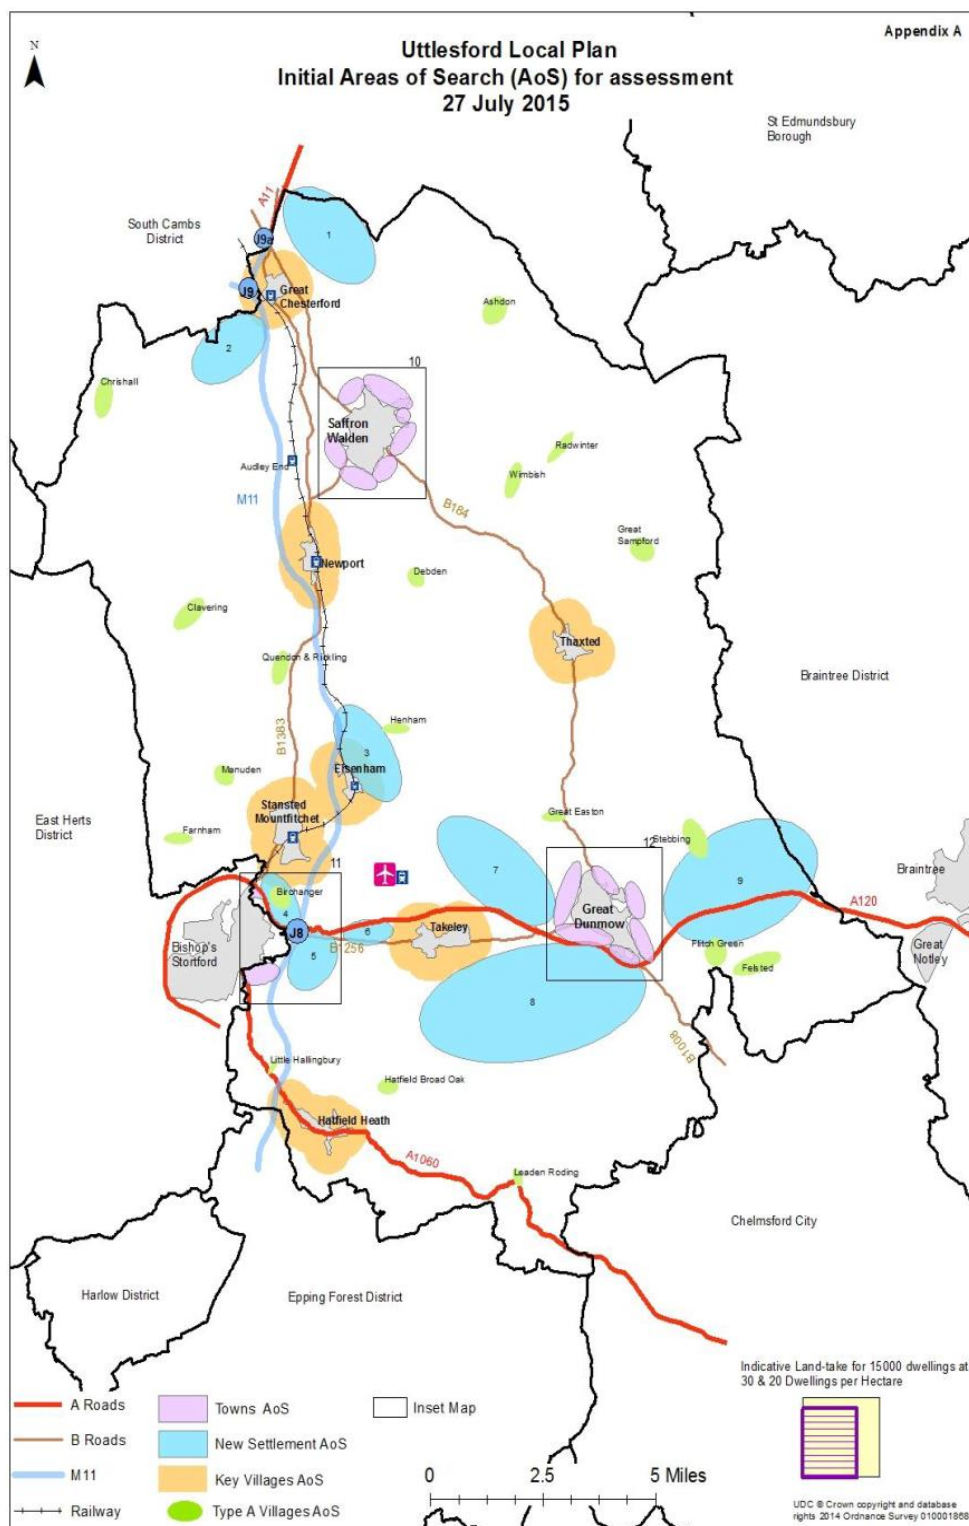 Appendix A
N
Uttlesford Local Plan
Initial Areas of Search (AoS) for assessment
27 July 2015
St Edmundsbury
Borough
A11
South Cambs
District
1
J9a
J9
Great
Chesterford
Ashdon
2
10
Chrishall
Saffron
Walden
Radwinter
Audley End
Wimbish
M11
B184
Great
Sampford
Newport
Debden
Clavering
Thaxted
Quendon & Rickling
Braintree District
B1383
Henham
3
Elsenham
Manuden
Stansted
Mountfitchet
Great Easton
East Herts
District
Farnham
Stebbing
12
11
7
9
Braintree
Birchanger
4
A120
Great
Dunmow
J8
6
Takeley
B1256
Bishop's
Stortford
5
Flitch Green
Great
Notley
Felsted
8
B1008
Little Hallingbury
Hatfield Broad Oak
Hatfield Heath
A1060
Leaden Roding
Chelmsford City
Harlow District
Epping Forest District
Indicative Land-take for 15000 dwellings at
30 & 20 Dwellings per Hectare
A Roads
Towns AoS
Inset Map
B Roads
New Settlement AoS
M11
Key Villages AoS
0 2.5 5 Miles
Railway
Type A Villages AoS
UDC © Crown copyright and database
rights 2014 Ordnance Survey 010001868